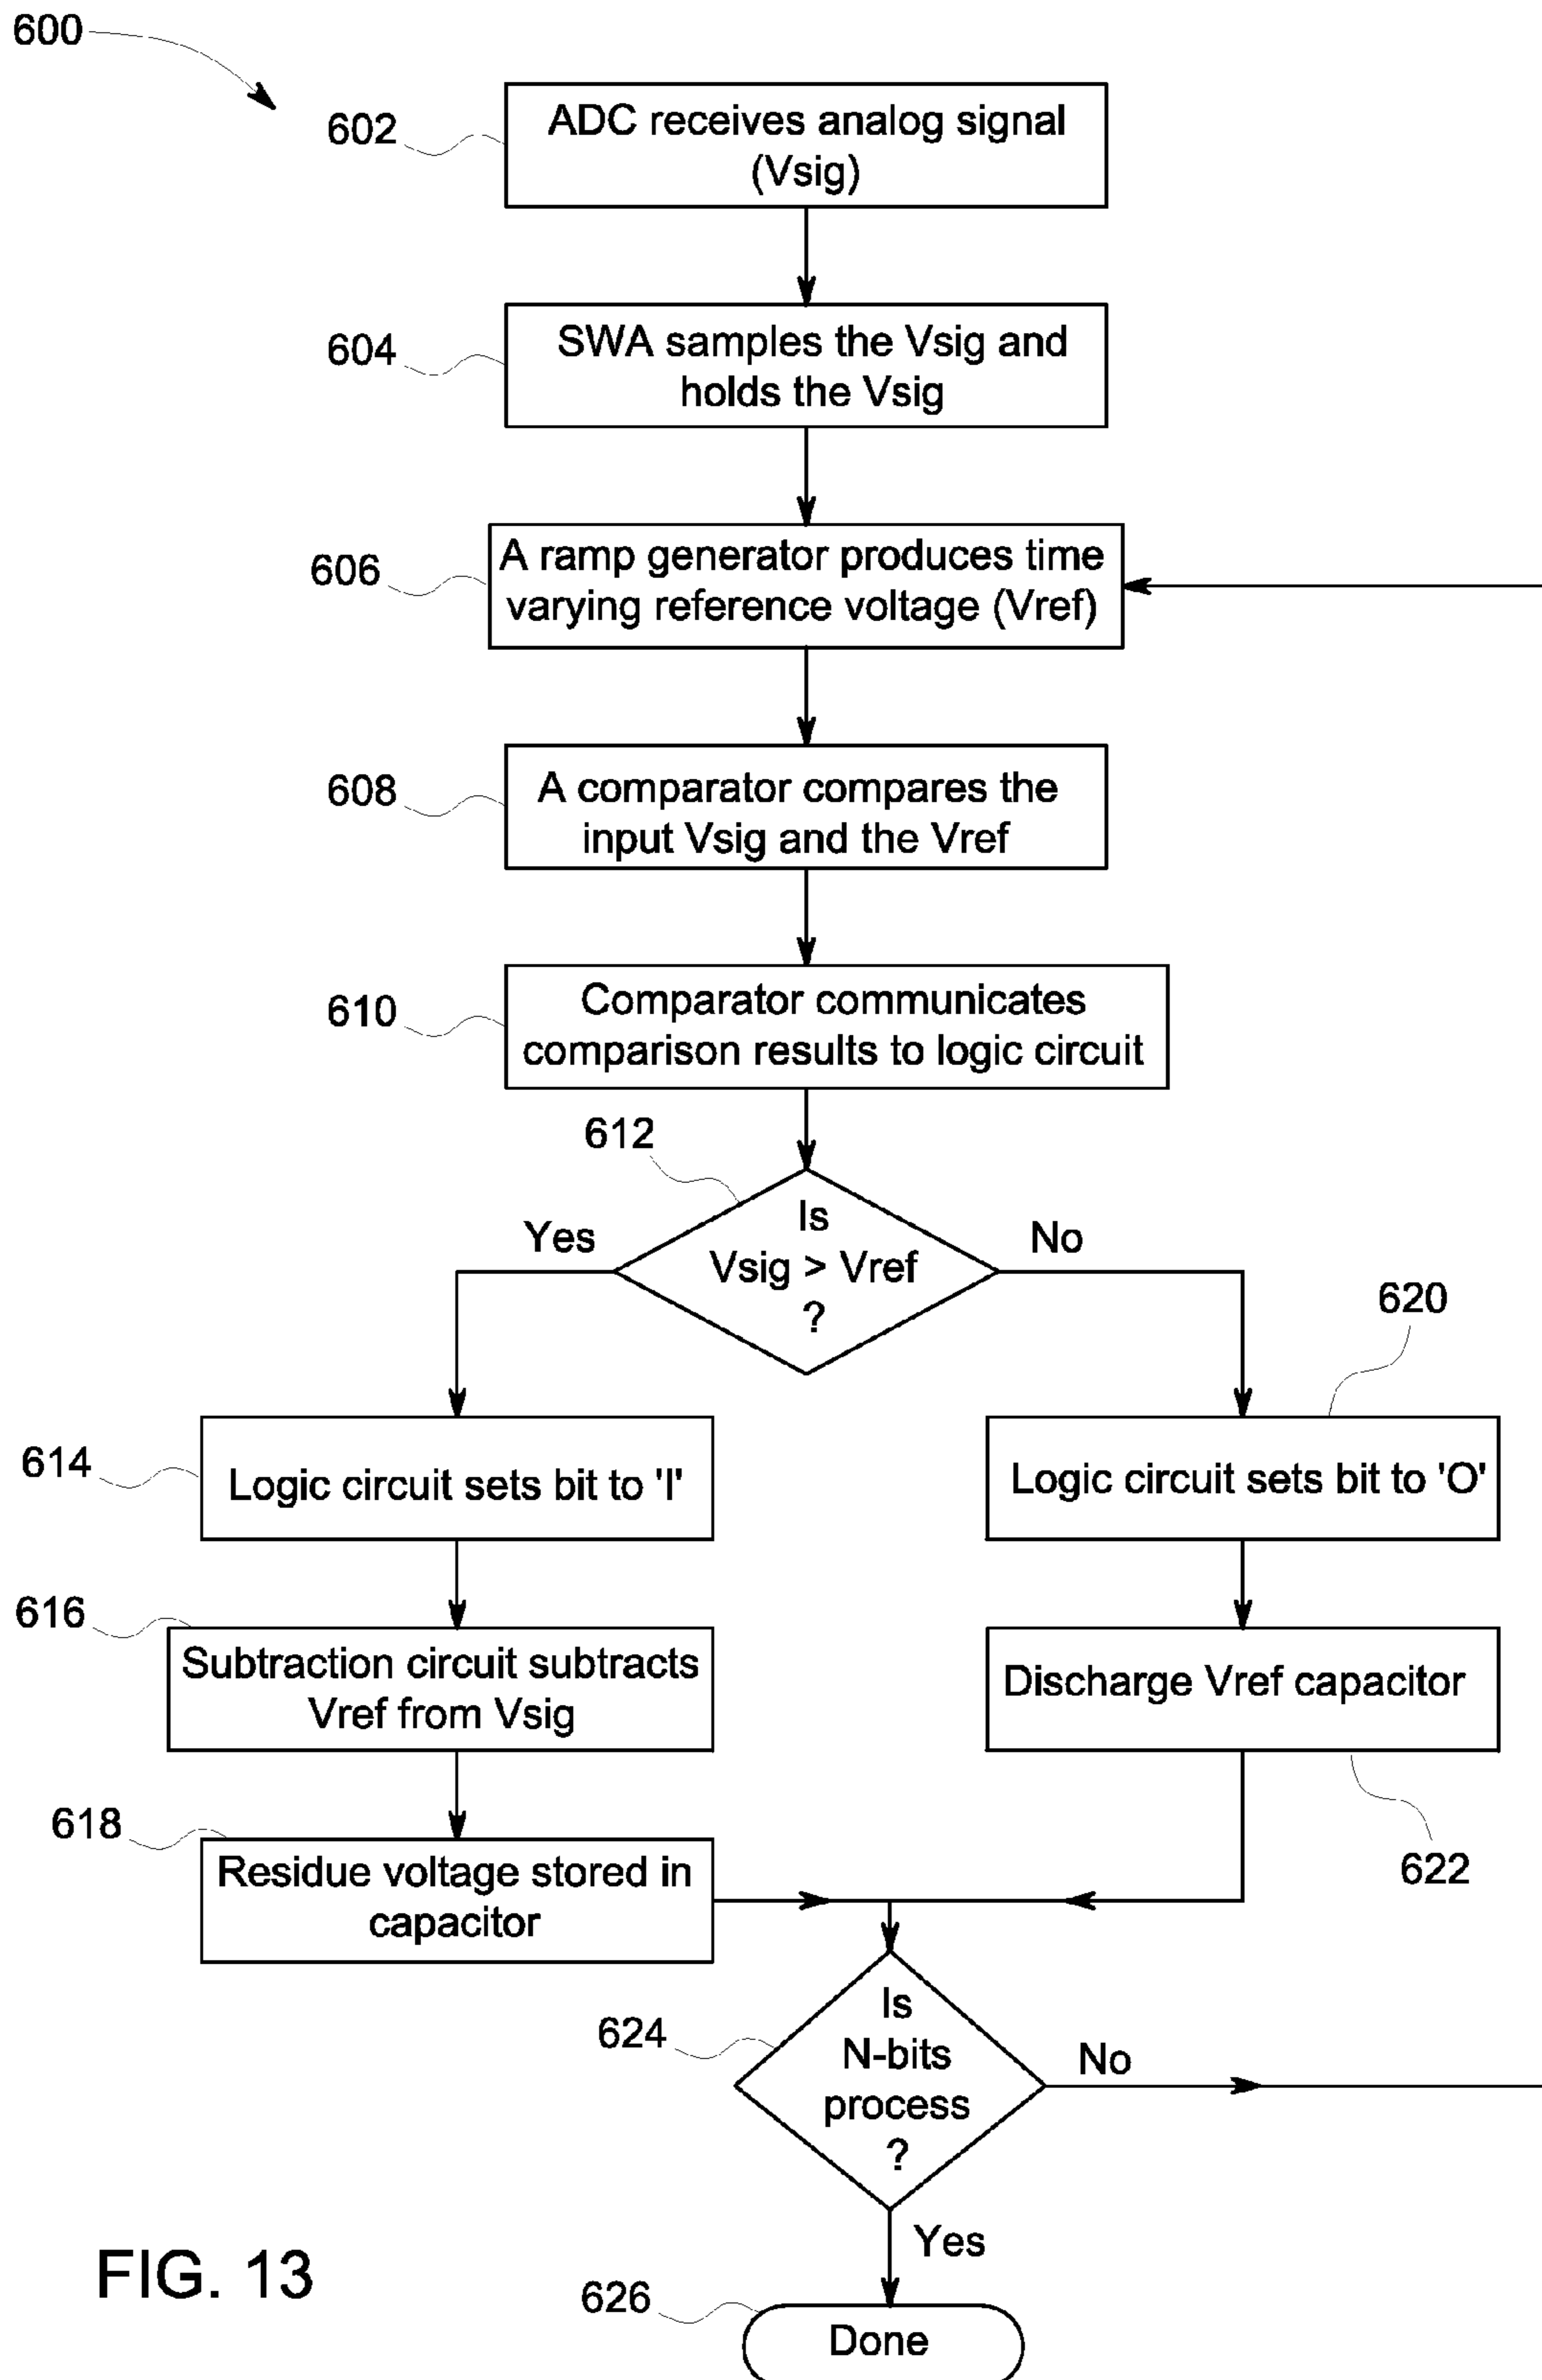 600
602
ADC receives analog signal
(Vsig)
604
SWA samples the Vsig and
holds the Vsig
606
A ramp generator produces time
varying reference voltage (Vref)
608
A comparator compares the
input Vsig and the Vref
610
Comparator communicates
comparison results to logic circuit
612
Is
Vsig > Vref
?
Yes
No
614
Logic circuit sets bit to 'I'
620
Logic circuit sets bit to 'O'
616
Subtraction circuit subtracts
Vref from Vsig
Discharge Vref capacitor
622
618
Residue voltage stored in
capacitor
624
Is
N-bits
process
?
No
Yes
626
Done
FIG. 13